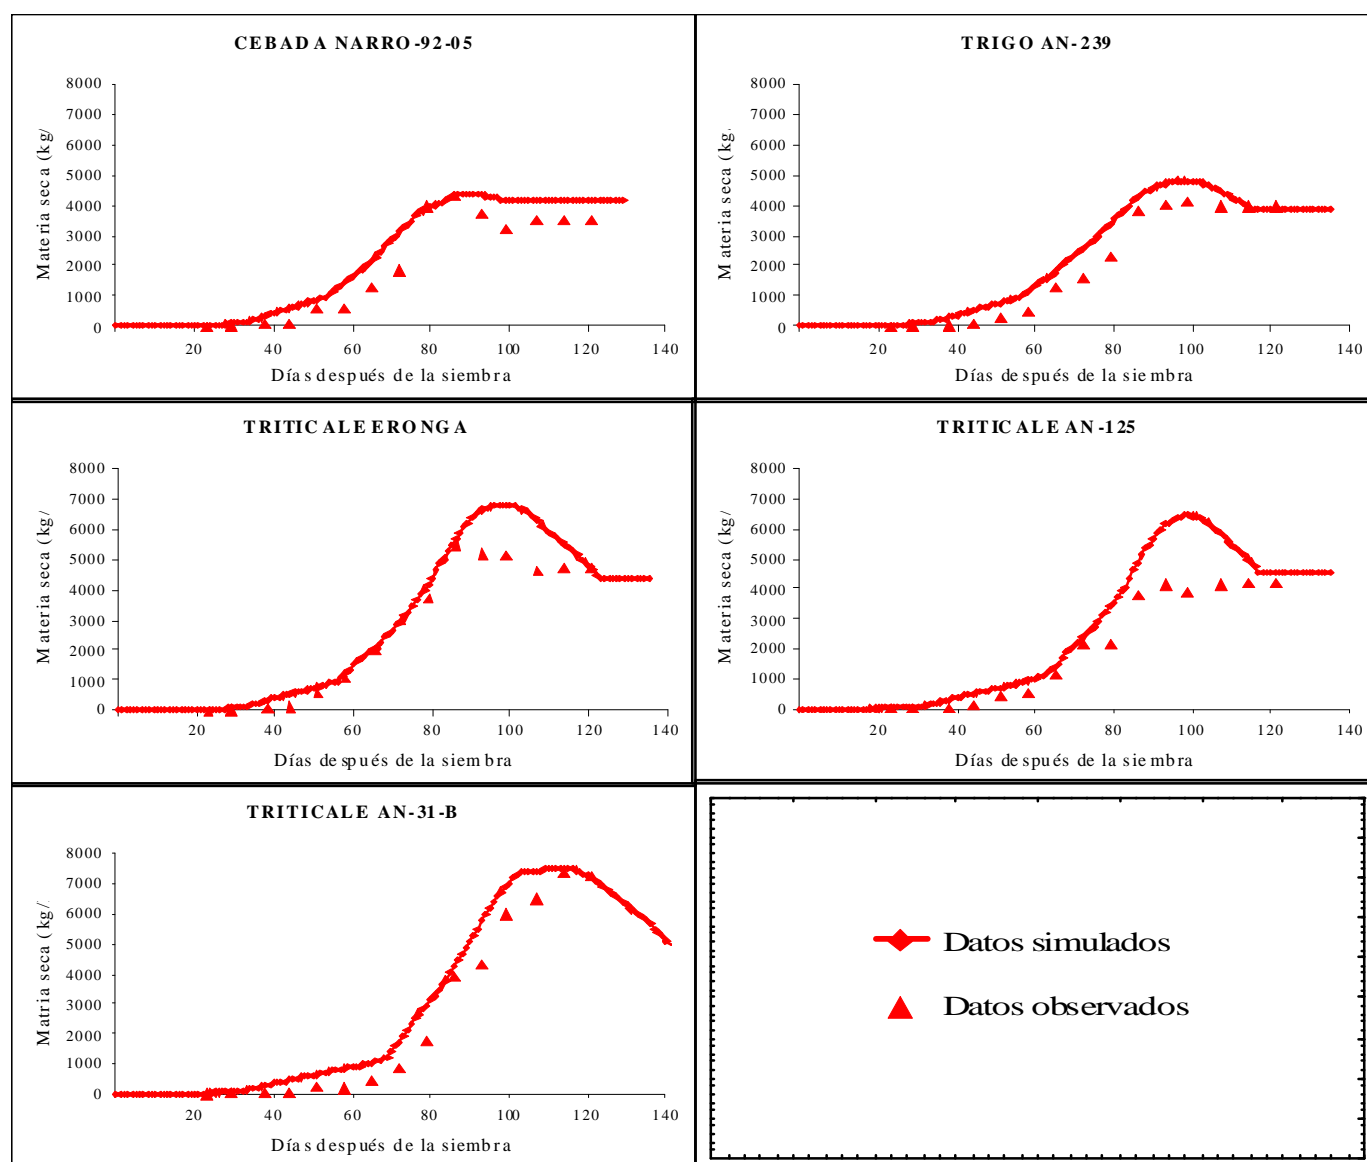 CEBADA NARRO-92-05
Materia seca (kg/
8000
7000
6000
5000
4000
3000
2000
1000
0
20 40 60 80 100 120 140
Días después de la siembra
TRIGO AN-239
Materia seca (kg.
8000
7000
6000
5000
4000
3000
2000
1000
0
20 40 60 80 100 120 140
Días después de la siembra
TRITICALE ERONGA
Materia seca (kg/
8000
7000
6000
5000
4000
3000
2000
1000
0
20 40 60 80 100 120 140
Días después de la siembra
TRITICALE AN-125
Materia seca (kg/
8000
7000
6000
5000
4000
3000
2000
1000
0
20 40 60 80 100 120 140
Días después de la siembra
TRITICALE AN-31-B
Matria seca (kg/
8000
7000
6000
5000
4000
3000
2000
1000
0
20 40 60 80 100 120 140
Días después de la siembra
Datos simulados
Datos observados